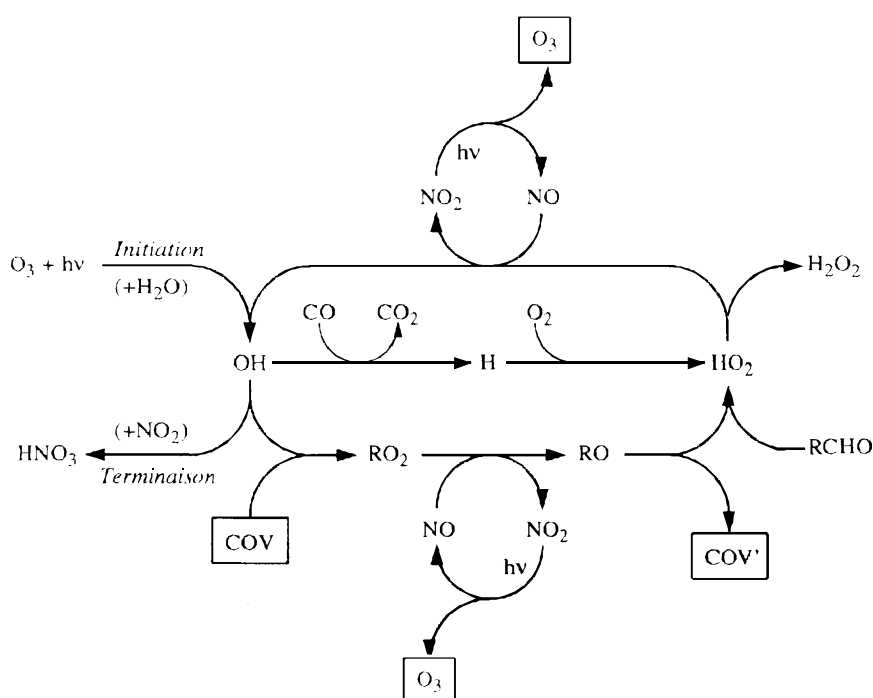 O₃
hν
NO₂ NO
O₃ + hν Initiation
(+H₂O)
H₂O₂
CO CO₂ O₂
OH H HO₂
(+NO₂)
HNO₃ RO₂ RO RCHO
Terminaison
COV NO NO₂ COV'
hν
O₃